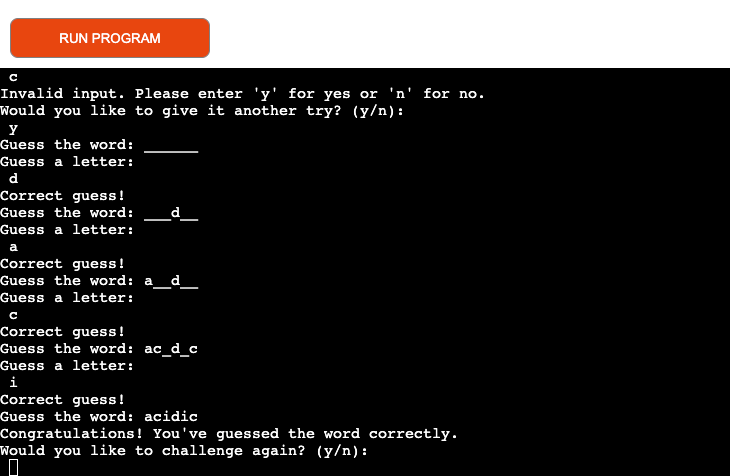 RUN PROGRAM
c
Invalid input. Please enter 'y' for yes or 'n' for no.
Would you like to give it another try? (y/n):
y
Guess the word: ______
Guess a letter:
d
Correct guess!
Guess the word: ___d__
Guess a letter:
a
Correct guess!
Guess the word: a__d__
Guess a letter:
c
Correct guess!
Guess the word: ac_d_c
Guess a letter:
i
Correct guess!
Guess the word: acidic
Congratulations! You've guessed the word correctly.
Would you like to challenge again? (y/n):